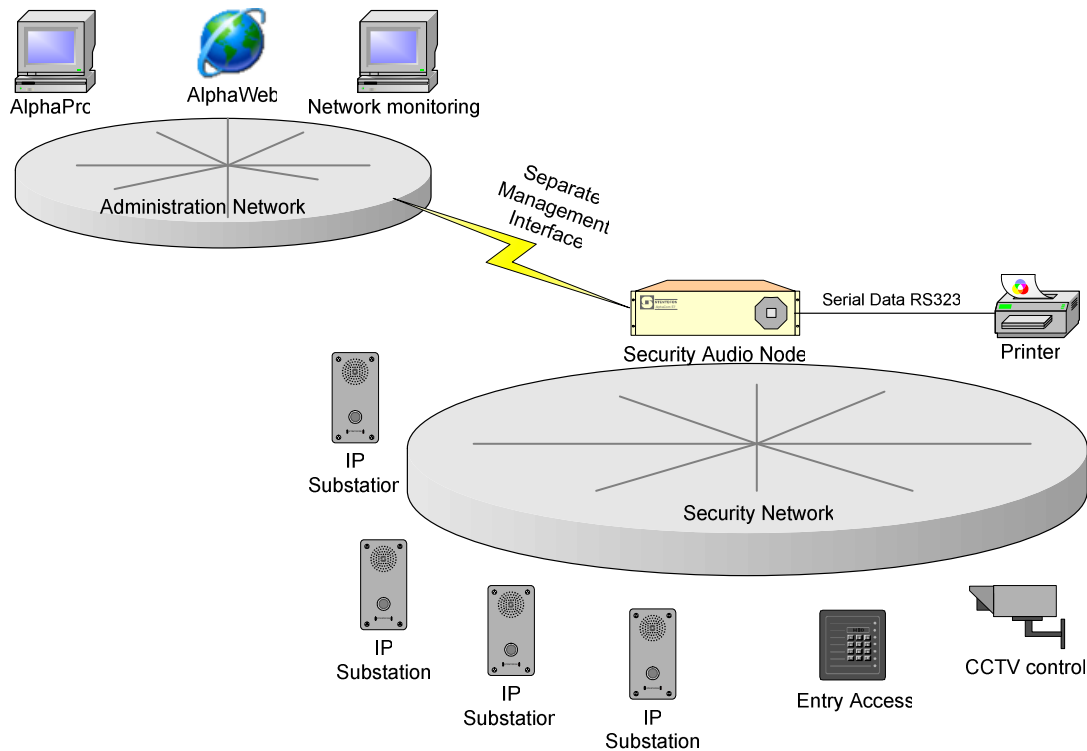 AlphaPro
AlphaWeb
Network monitoring
Administration Network
Separate
Management
Interface
Serial Data RS323
Security Audio Node
Printer
IP
Substation
Security Network
IP
Substation
IP
Substation
IP
Substation
Entry Access
CCTV control